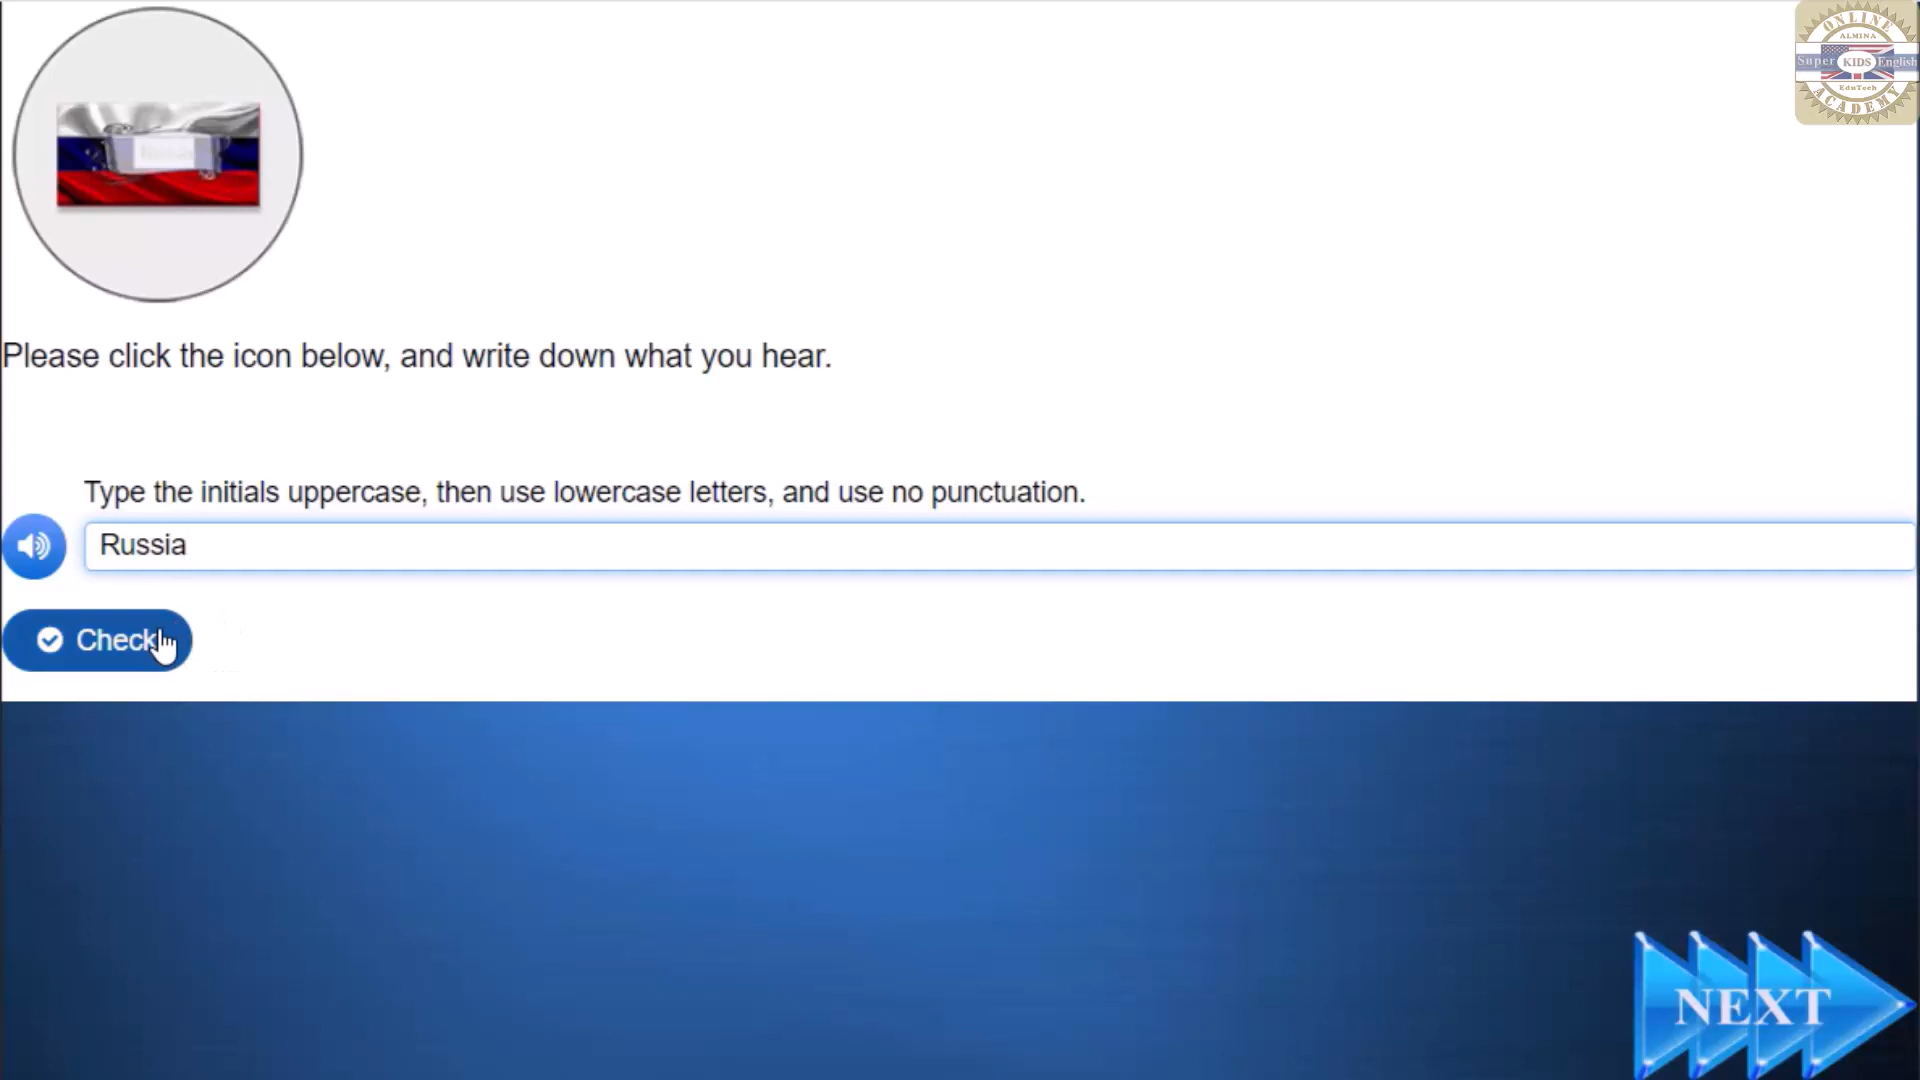 ONLINE
ALMINA
Super KIDS English
EduTech
ACADEMY
Please click the icon below, and write down what you hear.
Type the initials uppercase, then use lowercase letters, and use no punctuation.
Russia
Check
NEXT